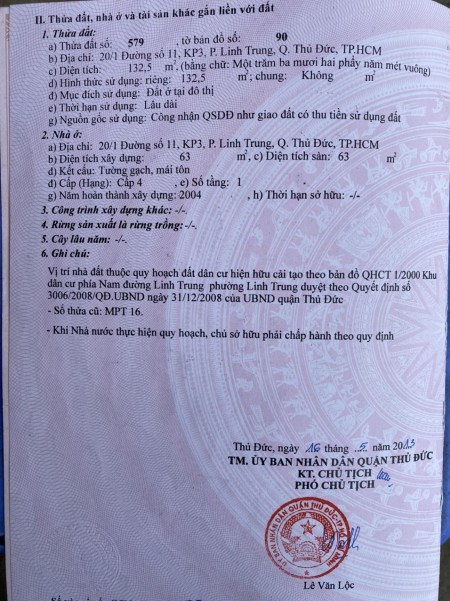 II. Thửa đất, nhà ở và tài sản khác gắn liền với đất
1. Thửa đất:
a) Thửa đất số: 579 , tờ bản đồ số: 90
b) Địa chỉ: 20/1 Đường số 11, KP3, P. Linh Trung, Q. Thủ Đức, TP.HCM
c) Diện tích: 132,5 m², (bằng chữ: Một trăm ba mươi hai phẩy năm mét vuông)
d) Hình thức sử dụng: riêng: 132,5 m²; chung: Không m²
đ) Mục đích sử dụng: Đất ở tại đô thị
e) Thời hạn sử dụng: Lâu dài
g) Nguồn gốc sử dụng: Công nhận QSDĐ như giao đất có thu tiền sử dụng đất
2. Nhà ở:
a) Địa chỉ: 20/1 Đường số 11, KP3, P. Linh Trung, Q. Thủ Đức, TP.HCM
b) Diện tích xây dựng: 63 m², c) Diện tích sàn: 63 m²
d) Kết cấu: Tường gạch, mái tôn
đ) Cấp (Hạng): Cấp 4 , e) Số tầng: 1
g) Năm hoàn thành xây dựng: 2004 , h) Thời hạn sở hữu: -/-
3. Công trình xây dựng khác: -/-.
4. Rừng sản xuất là rừng trồng: -/-.
5. Cây lâu năm: -/-.
6. Ghi chú:
Vị trí nhà đất thuộc quy hoạch đất dân cư hiện hữu cải tạo theo bản đồ QHCT 1/2000 Khu
dân cư phía Nam đường Linh Trung phường Linh Trung duyệt theo Quyết định số
3006/2008/QĐ.UBND ngày 31/12/2008 của UBND quận Thủ Đức
- Số thửa cũ: MPT 16.
- Khi Nhà nước thực hiện quy hoạch, chủ sở hữu phải chấp hành theo quy định
Thủ Đức, ngày 16 tháng 5 năm 2013
TM. ỦY BAN NHÂN DÂN QUẬN THỦ ĐỨC
KT. CHỦ TỊCH
PHÓ CHỦ TỊCH
ỦY BAN NHÂN DÂN QUẬN THỦ ĐỨC-TP HỒ CHÍ MINH
Lê Văn Lộc